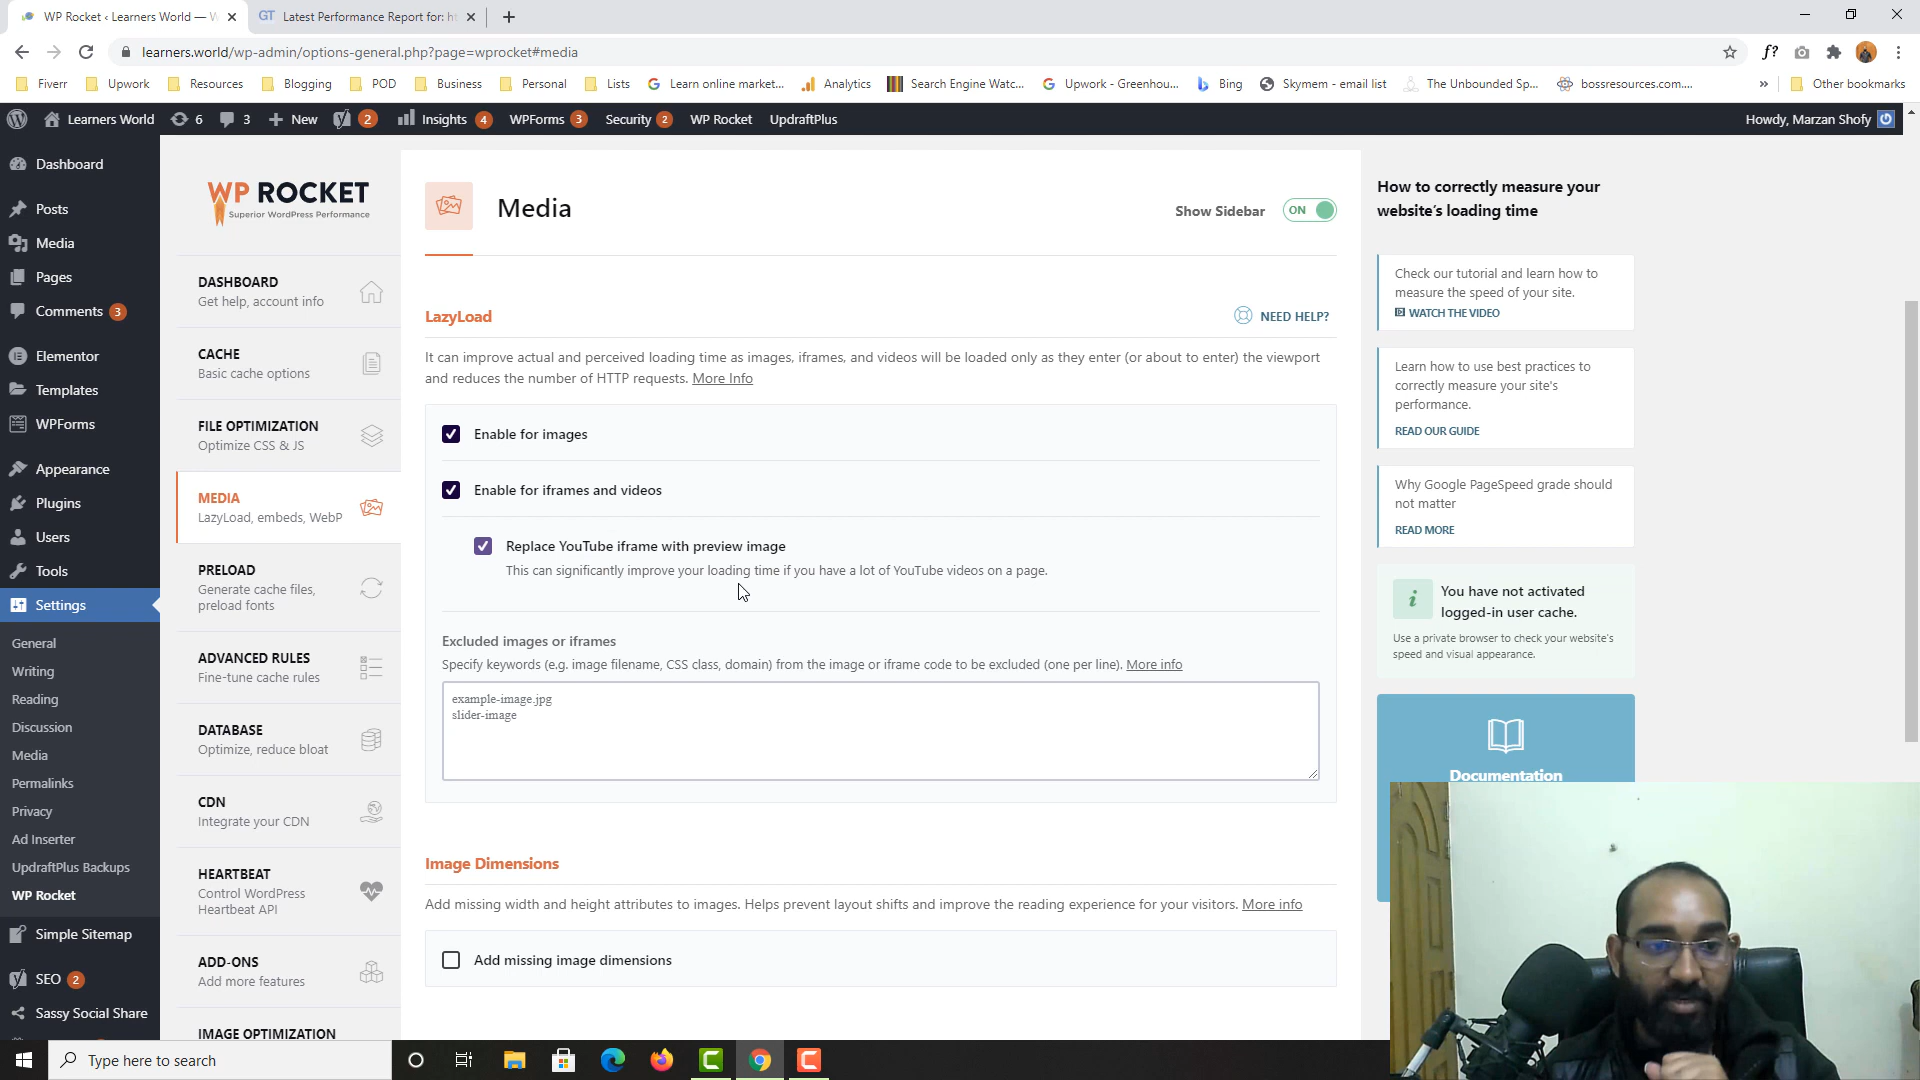 WP Rocket ‹ Learners World — W
Latest Performance Report for: ht
learners.world/wp-admin/options-general.php?page=wprocket#media
f?
Fiverr
Upwork
Resources
Blogging
POD
Business
Personal
Lists
Learn online market...
Analytics
Search Engine Watc...
Upwork - Greenhou...
Bing
Skymem - email list
The Unbounded Sp...
bossresources.com....
Other bookmarks
Learners World
6
3
New
2
Insights 4
WPForms 3
Security 2
WP Rocket
UpdraftPlus
Howdy, Marzan Shofy
Dashboard
Posts
Media
Pages
Comments 3
Elementor
Templates
WPForms
Appearance
Plugins
Users
Tools
Settings
General
Writing
Reading
Discussion
Media
Permalinks
Privacy
Ad Inserter
UpdraftPlus Backups
WP Rocket
Simple Sitemap
SEO 2
Sassy Social Share
WP ROCKET
Superior WordPress Performance
DASHBOARD
Get help, account info
CACHE
Basic cache options
FILE OPTIMIZATION
Optimize CSS & JS
MEDIA
LazyLoad, embeds, WebP
PRELOAD
Generate cache files,
preload fonts
ADVANCED RULES
Fine-tune cache rules
DATABASE
Optimize, reduce bloat
CDN
Integrate your CDN
HEARTBEAT
Control WordPress
Heartbeat API
ADD-ONS
Add more features
IMAGE OPTIMIZATION
Media
Show Sidebar
ON
LazyLoad
NEED HELP?
It can improve actual and perceived loading time as images, iframes, and videos will be loaded only as they enter (or about to enter) the viewport
and reduces the number of HTTP requests. More Info
Enable for images
Enable for iframes and videos
Replace YouTube iframe with preview image
This can significantly improve your loading time if you have a lot of YouTube videos on a page.
Excluded images or iframes
Specify keywords (e.g. image filename, CSS class, domain) from the image or iframe code to be excluded (one per line). More info
example-image.jpg
slider-image
Image Dimensions
Add missing width and height attributes to images. Helps prevent layout shifts and improve the reading experience for your visitors. More info
Add missing image dimensions
How to correctly measure your
website's loading time
Check our tutorial and learn how to
measure the speed of your site.
WATCH THE VIDEO
Learn how to use best practices to
correctly measure your site's
performance.
READ OUR GUIDE
Why Google PageSpeed grade should
not matter
READ MORE
You have not activated
logged-in user cache.
Use a private browser to check your website's
speed and visual appearance.
Documentation
Type here to search